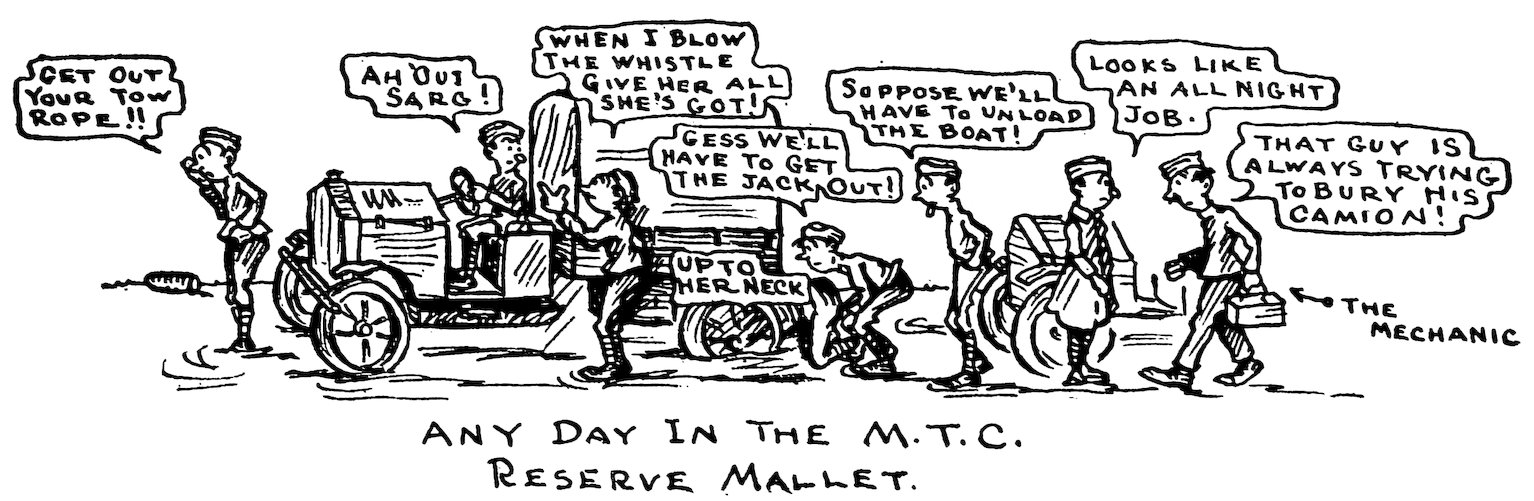 GET OUT
YOUR TOW
ROPE!!
AH OUI
SARG!
WHEN I BLOW
THE WHISTLE
GIVE HER ALL
SHE'S GOT!
GESS WE'LL
HAVE TO GET
THE JACK OUT!
UP TO
HER NECK
SUPPOSE WE'LL
HAVE TO UNLOAD
THE BOAT!
LOOKS LIKE
AN ALL NIGHT
JOB.
THAT GUY IS
ALWAYS TRYING
TO BURY HIS
CAMION!
THE
MECHANIC
ANY DAY IN THE M.T.C.
RESERVE MALLET.